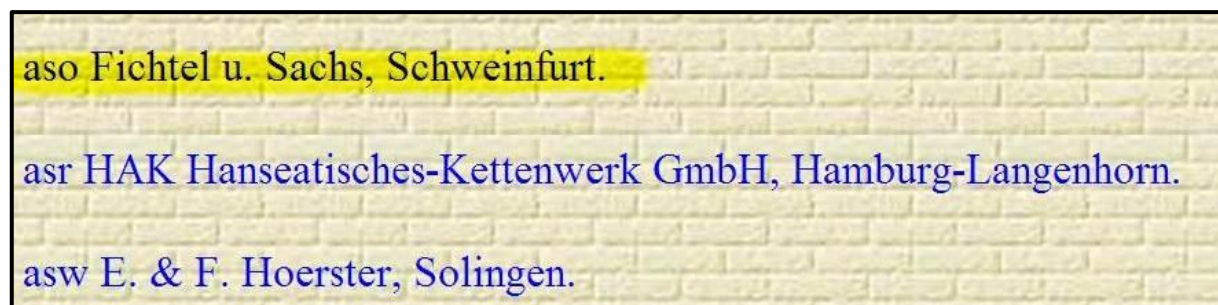 aso Fichtel u. Sachs, Schweinfurt.
asr HAK Hanseatisches-Kettenwerk GmbH, Hamburg-Langenhorn.
asw E. & F. Hoerster, Solingen.